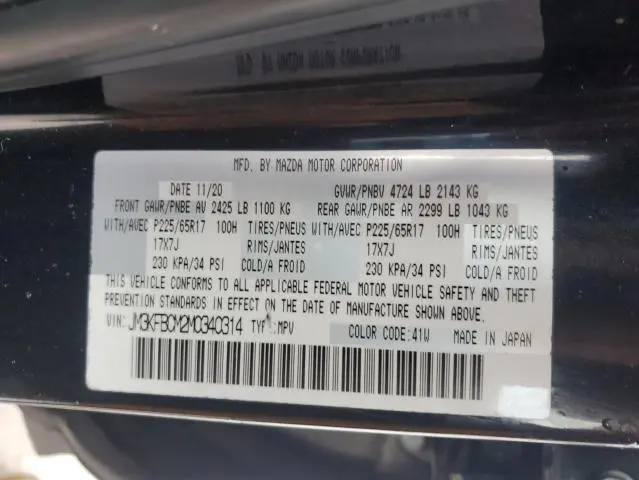 MFD. BY MAZDA MOTOR CORPORATION
DATE 11/20 GVWR/PNBV 4724 LB 2143 KG
FRONT GAWR/PNBE AV 2425 LB 1100 KG REAR GAWR/PNBE AR 2299 LB 1043 KG
WITH/AVEC P225/65R17 100H TIRES/PNEUS WITH/AVEC P225/65R17 100H TIRES/PNEUS
17X7J RIMS/JANTES 17X7J RIMS/JANTES
230 KPA/34 PSI COLD/A FROID 230 KPA/34 PSI COLD/A FROID
THIS VEHICLE CONFORMS TO ALL APPLICABLE FEDERAL MOTOR VEHICLE SAFETY AND THEFT
PREVENTION STANDARDS IN EFFECT ON THE DATE OF MANUFACTURE SHOWN ABOVE.
VIN: JM3KFBCM2M0340314 TYPE:MPV COLOR CODE:41W MADE IN JAPAN